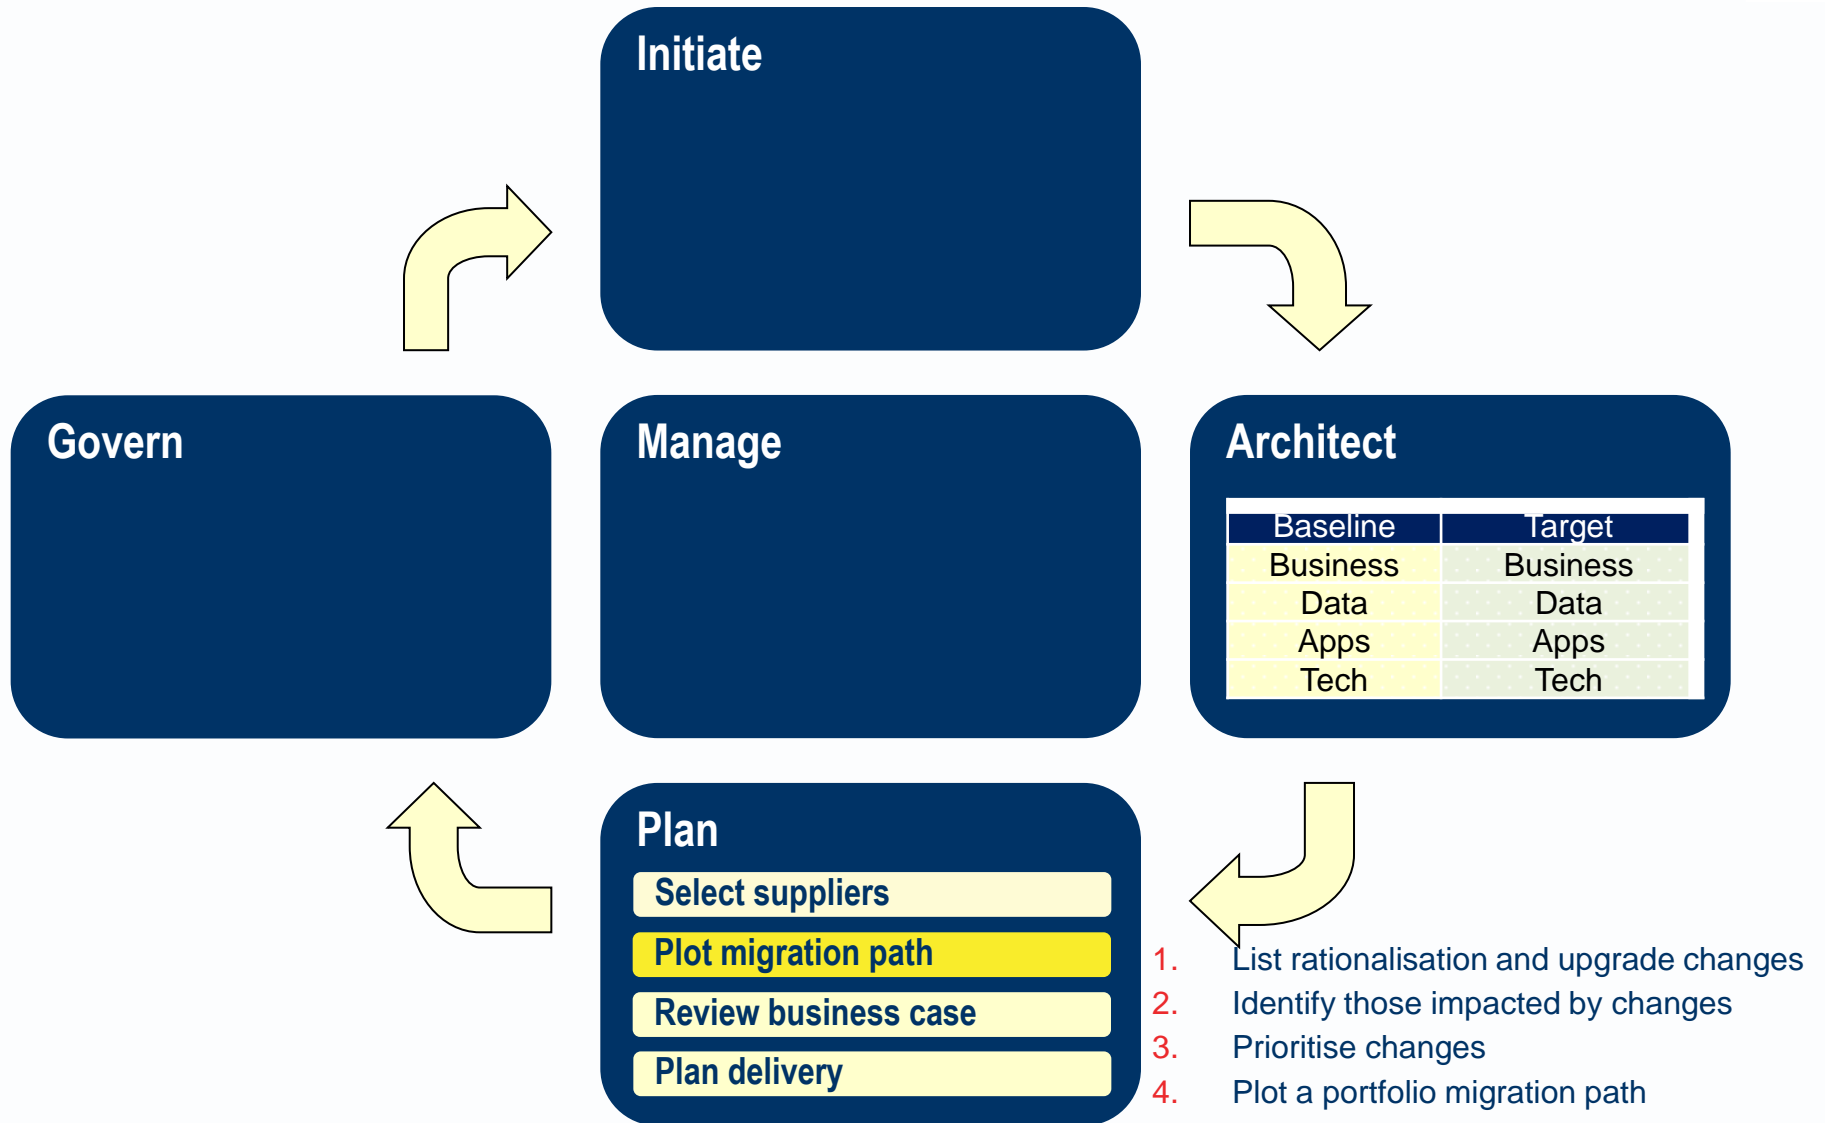 Initiate
Govern
Manage
Architect
Baseline Target
Business Business
Data Data
Apps Apps
Tech Tech
Plan
Select suppliers
Plot migration path
Review business case
Plan delivery
1. List rationalisation and upgrade changes
2. Identify those impacted by changes
3. Prioritise changes
4. Plot a portfolio migration path